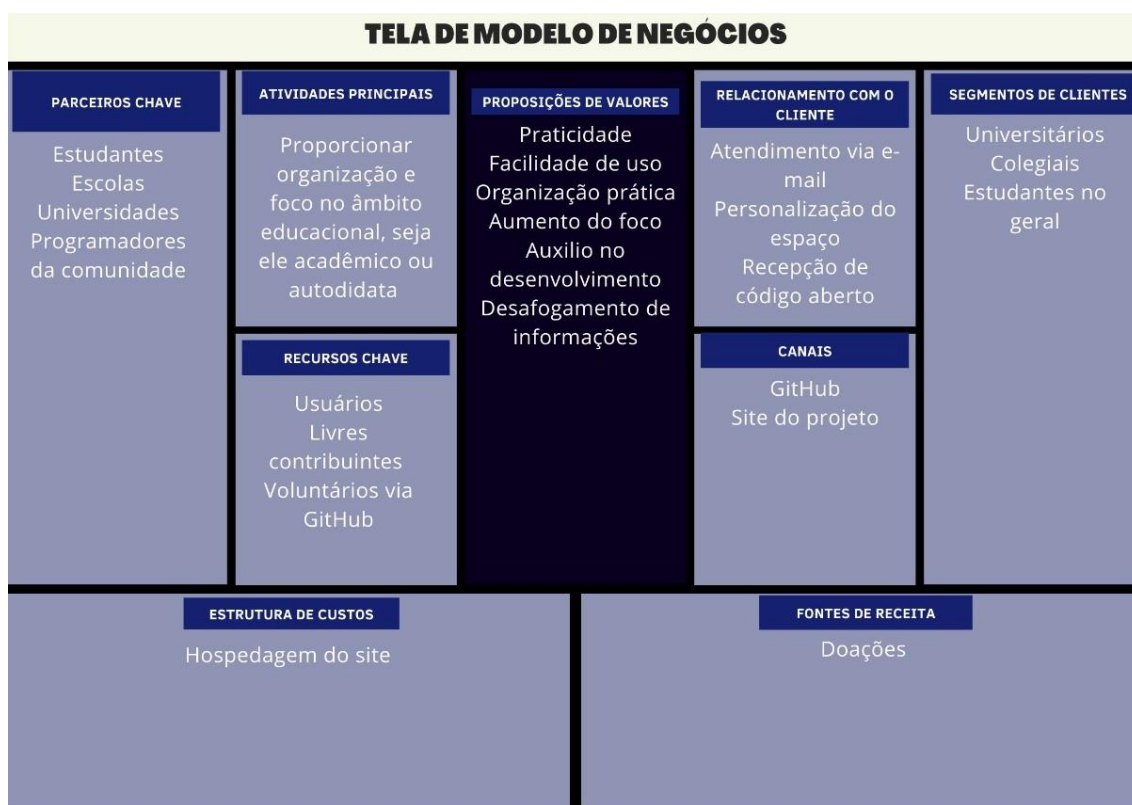 TELA DE MODELO DE NEGÓCIOS
PARCEIROS CHAVE
Estudantes
Escolas
Universidades
Programadores
da comunidade
ATIVIDADES PRINCIPAIS
Proporcionar
organização e
foco no âmbito
educacional, seja
ele acadêmico ou
autodidata
RECURSOS CHAVE
Usuários
Livres
contribuintes
Voluntários via
GitHub
PROPOSIÇÕES DE VALORES
Praticidade
Facilidade de uso
Organização prática
Aumento do foco
Auxilio no
desenvolvimento
Desafogamento de
informações
RELACIONAMENTO COM O
CLIENTE
Atendimento via e-
mail
Personalização do
espaço
Recepção de
código aberto
CANAIS
GitHub
Site do projeto
SEGMENTOS DE CLIENTES
Universitários
Colegiais
Estudantes no
geral
ESTRUTURA DE CUSTOS
Hospedagem do site
FONTES DE RECEITA
Doações